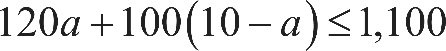 120a + 100(10 − a) ≤ 1,100